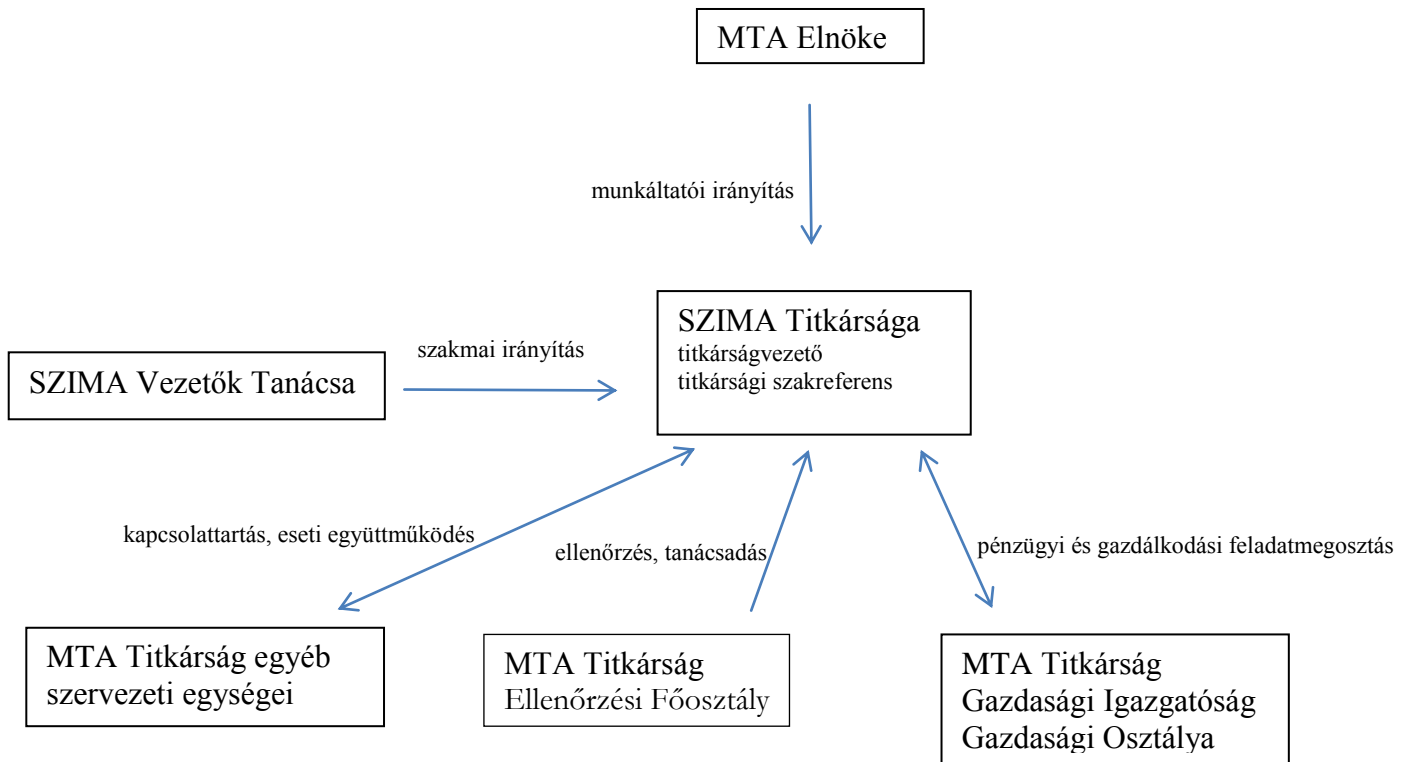 MTA Elnöke
munkáltatói irányítás
SZIMA Titkársága
titkárságvezető
titkársági szakreferens
szakmai irányítás
SZIMA Vezetők Tanácsa
kapcsolattartás, eseti együttműködés
ellenőrzés, tanácsadás
pénzügyi és gazdálkodási feladatmegosztás
MTA Titkárság egyéb
szervezeti egységei
MTA Titkárság
Ellenőrzési Főosztály
MTA Titkárság
Gazdasági Igazgatóság
Gazdasági Osztálya